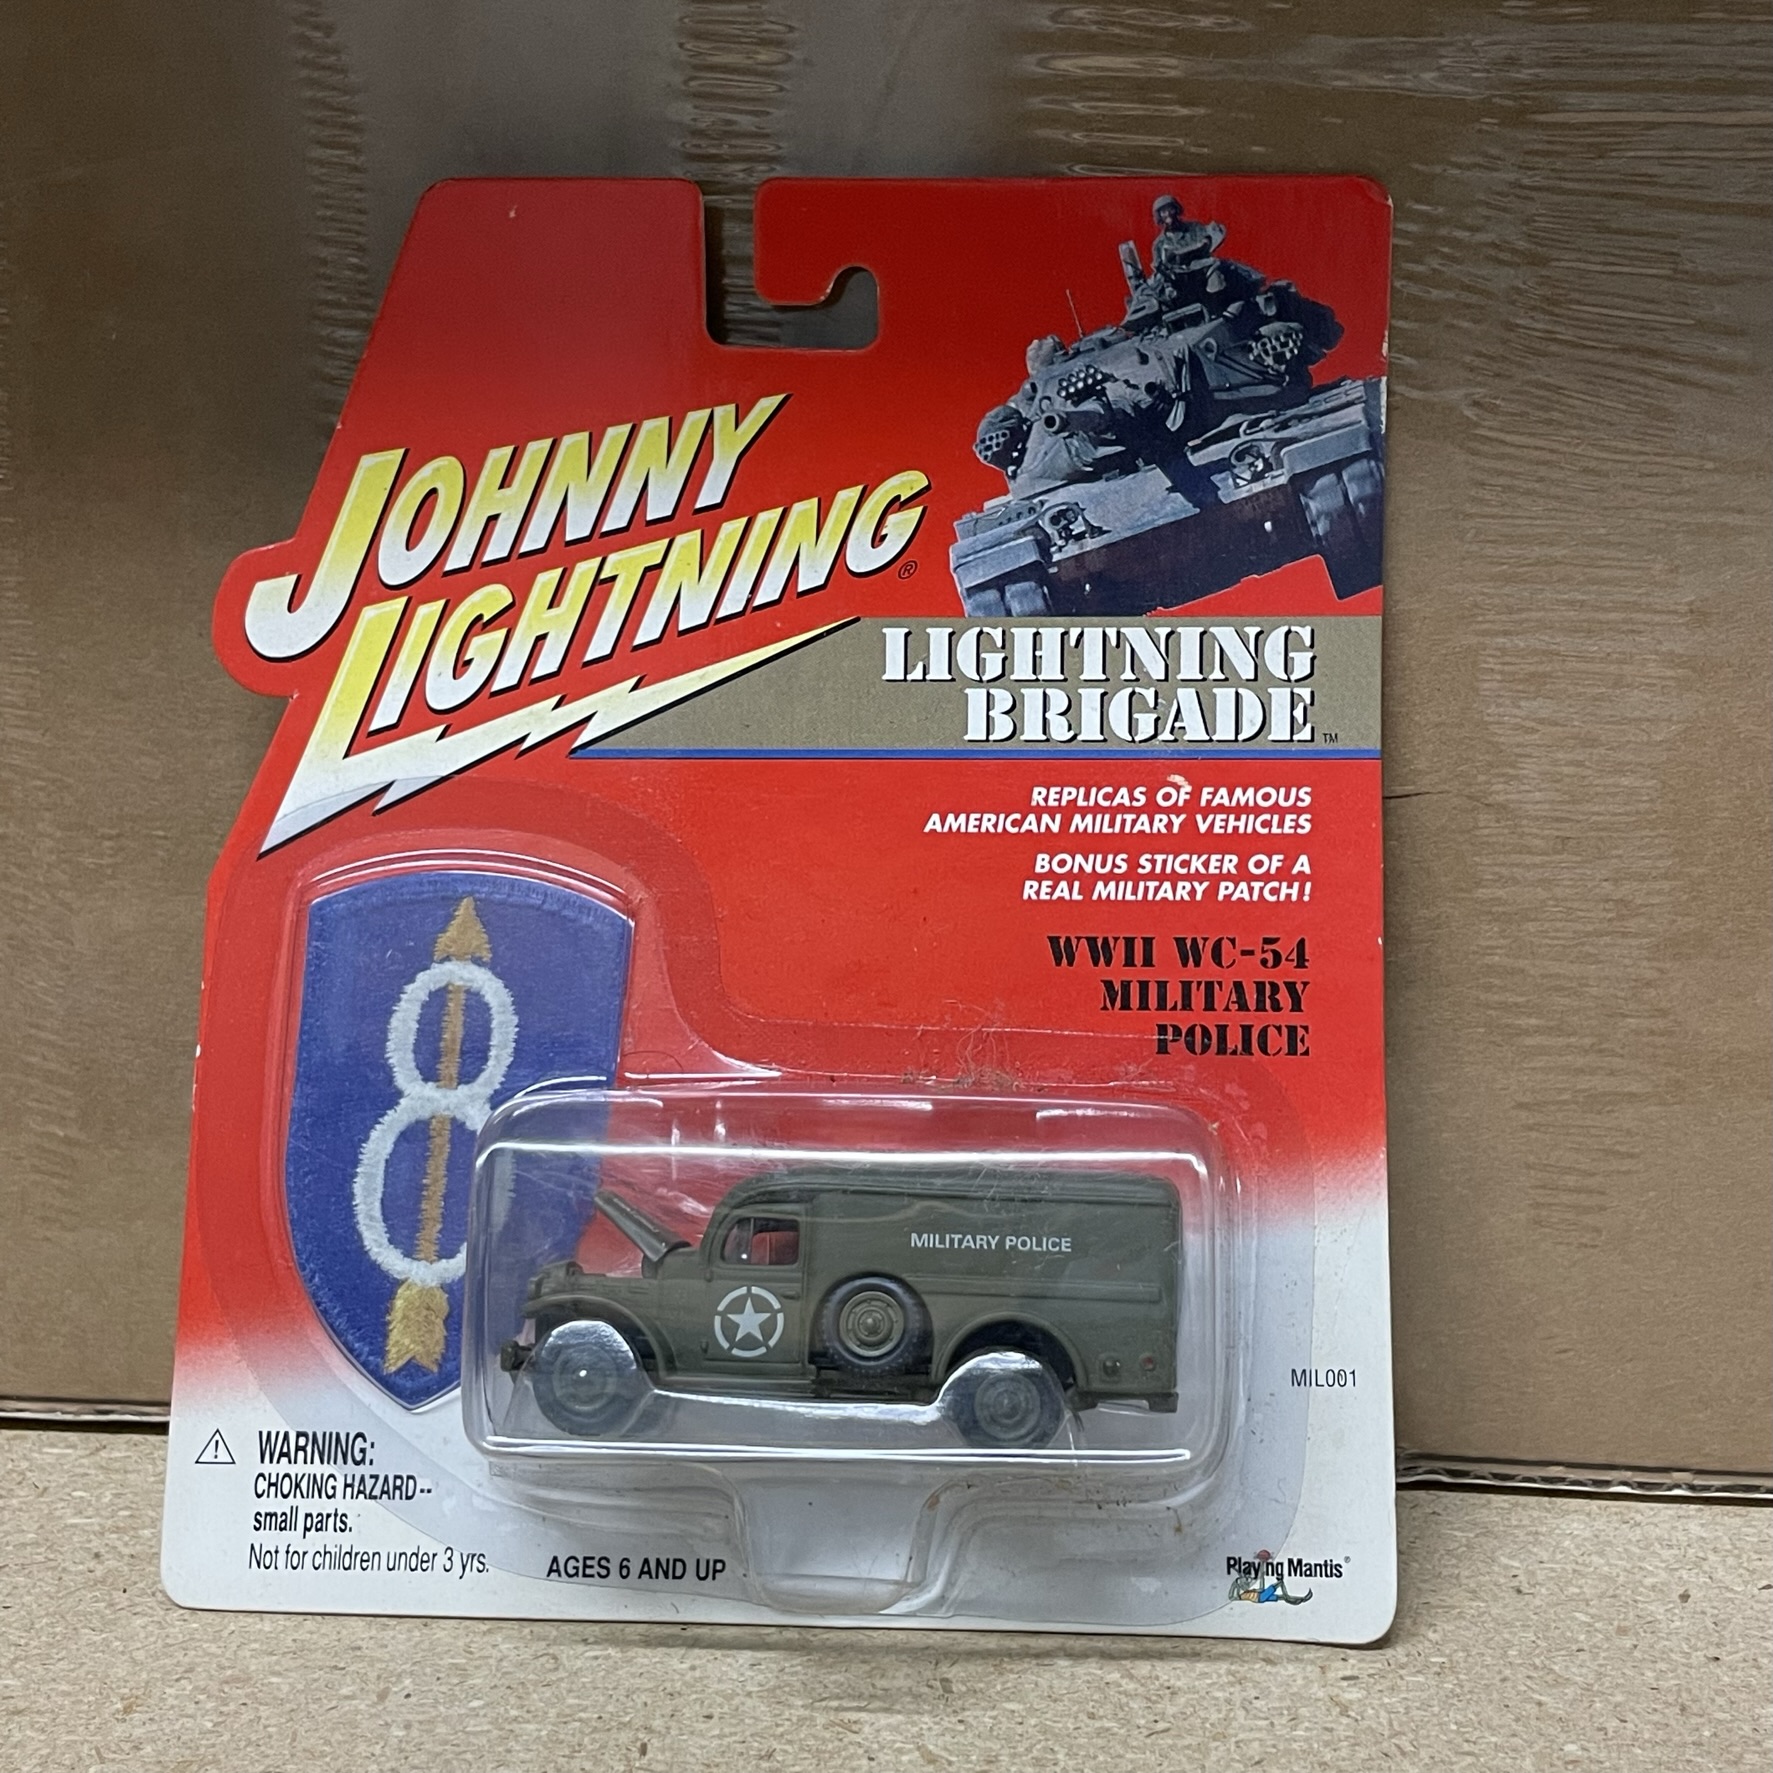 JOHNNY
LIGHTNING®
LIGHTNING
BRIGADE™
REPLICAS OF FAMOUS
AMERICAN MILITARY VEHICLES
BONUS STICKER OF A
REAL MILITARY PATCH!
WWII WC-54
MILITARY
POLICE
8
MILITARY POLICE
MIL001
WARNING:
CHOKING HAZARD--
small parts.
Not for children under 3 yrs.
AGES 6 AND UP
Playing Mantis®